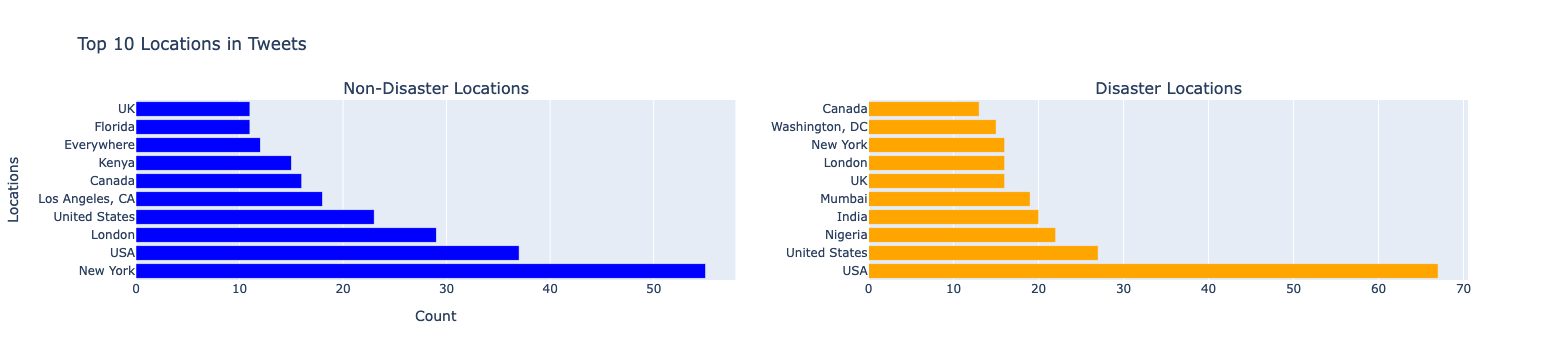 Top 10 Locations in Tweets
Non-Disaster Locations
Locations
UK
Florida
Everywhere
Kenya
Canada
Los Angeles, CA
United States
London
USA
New York
0 10 20 30 40 50
Count
Disaster Locations
Canada
Washington, DC
New York
London
UK
Mumbai
India
Nigeria
United States
USA
0 10 20 30 40 50 60 70